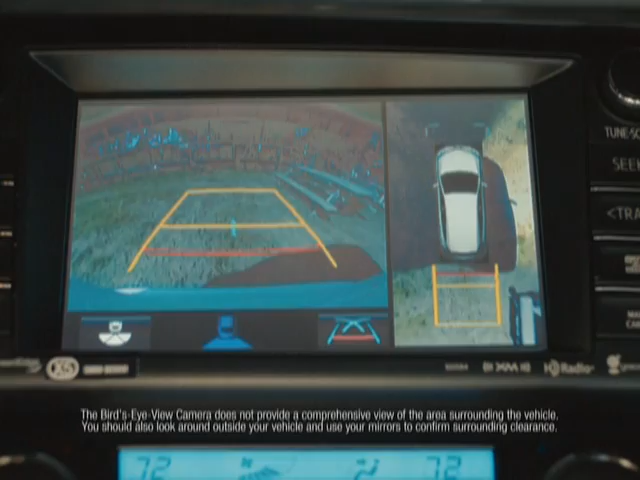 TUNE-SC
SEEK
<TRA
XM
HD Radio
The Bird's-Eye-View Camera does not provide a comprehensive view of the area surrounding the vehicle.
You should also look around outside your vehicle and use your mirrors to confirm surrounding clearance.
72 72